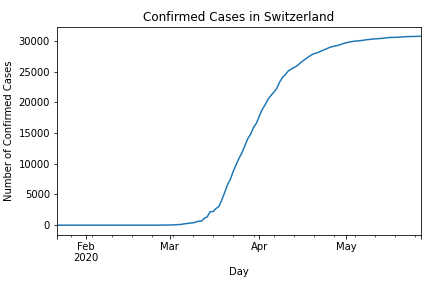 Confirmed Cases in Switzerland
Number of Confirmed Cases
30000
25000
20000
15000
10000
5000
0
Feb
2020
Mar
Apr
May
Day